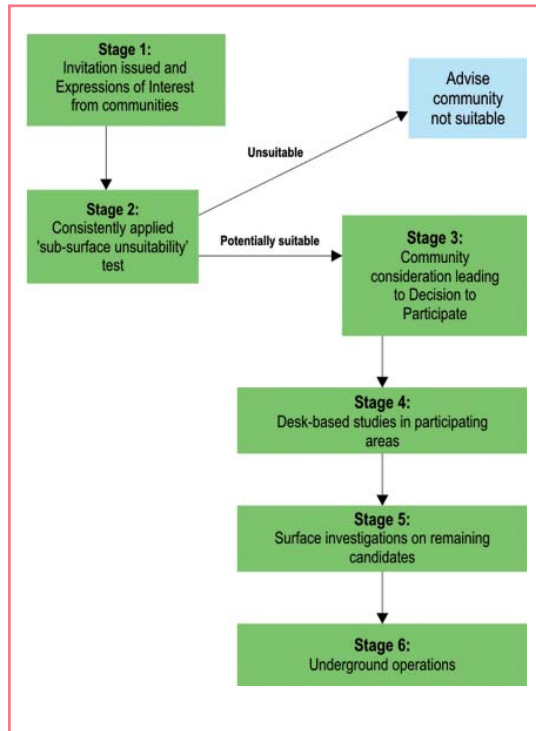 Stage 1:
Invitation issued and
Expressions of Interest
from communities
Advise
community
not suitable
Unsuitable
Stage 2:
Consistently applied
'sub-surface unsuitability'
test
Potentially suitable
Stage 3:
Community
consideration leading
to Decision to
Participate
Stage 4:
Desk-based studies in participating
areas
Stage 5:
Surface investigations on remaining
candidates
Stage 6:
Underground operations